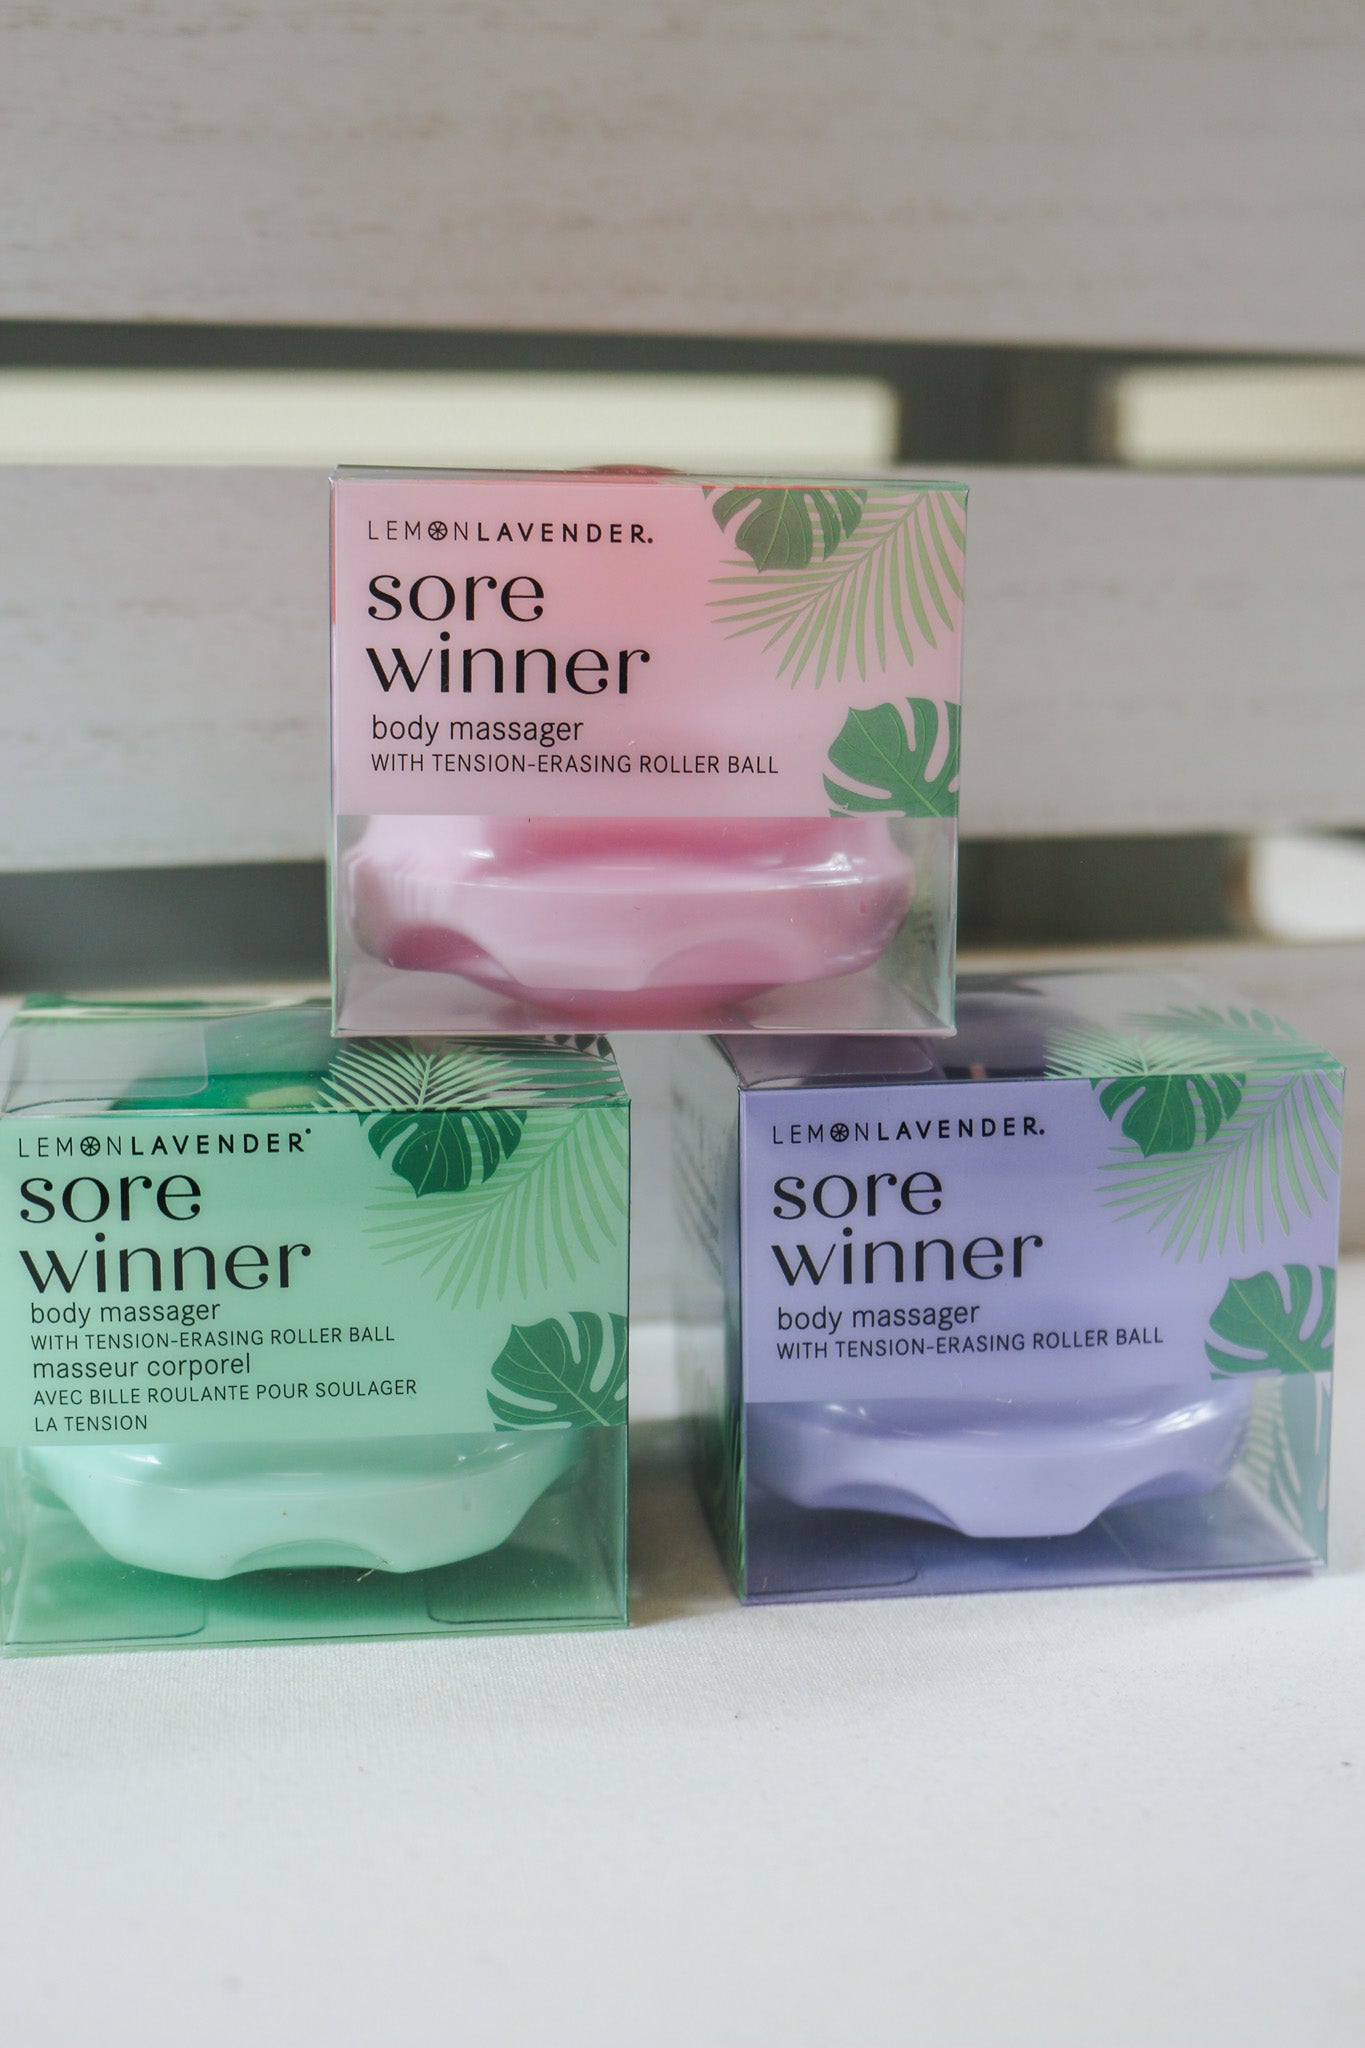 LEMONLAVENDER.
sore
winner
body massager
WITH TENSION-ERASING ROLLER BALL
LEMONLAVENDER
sore
winner
body massager
WITH TENSION-ERASING ROLLER BALL
masseur corporel
AVEC BILLE ROULANTE POUR SOULAGER
LA TENSION
LEMONLAVENDER.
sore
winner
body massager
WITH TENSION-ERASING ROLLER BALL